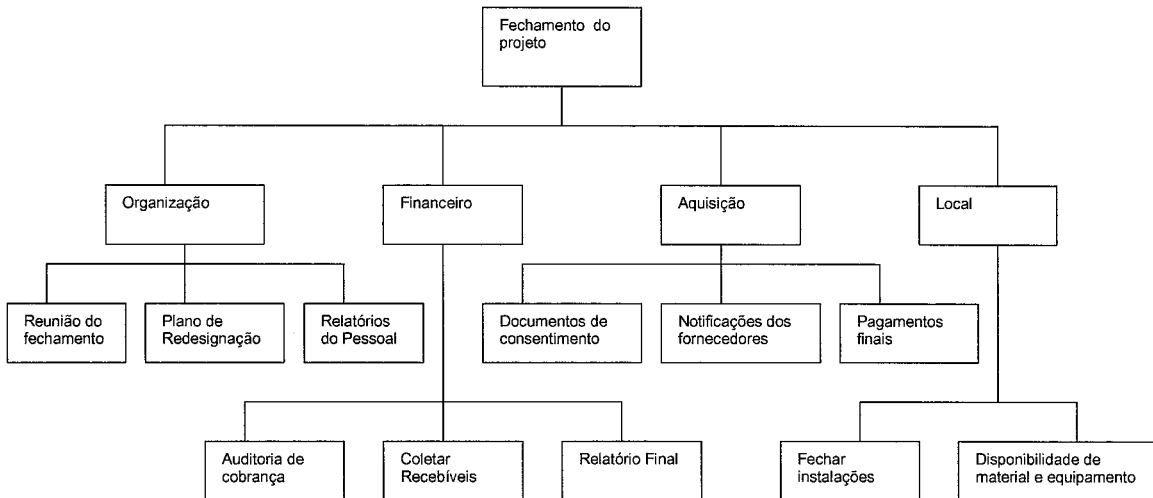 Fechamento do
projeto
Organização
Financeiro
Aquisição
Local
Reunião do
fechamento
Plano de
Redesignação
Relatórios
do Pessoal
Documentos de
consentimento
Notificações dos
fornecedores
Pagamentos
finais
Auditoria de
cobrança
Coletar
Recebíveis
Relatório Final
Fechar
instalações
Disponibilidade de
material e equipamento